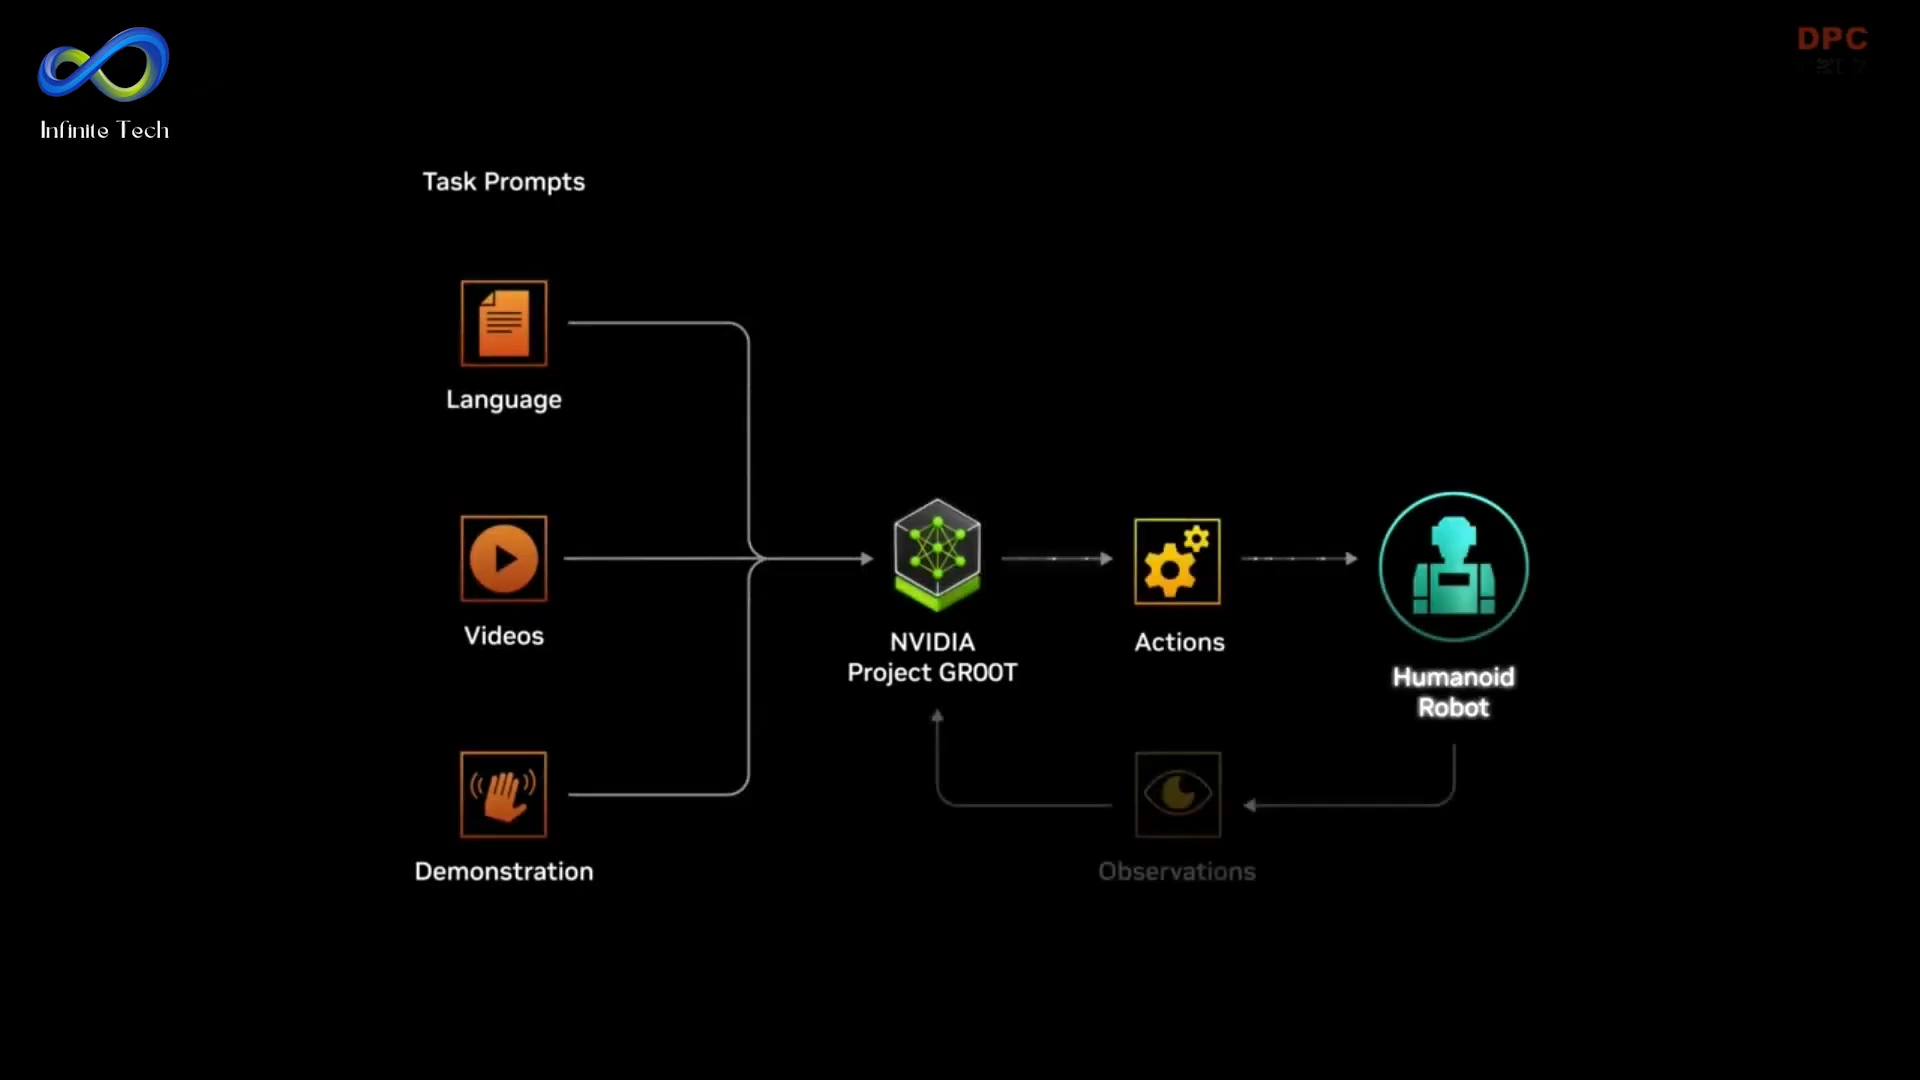 Infinite Tech
DPC
Task Prompts
Language
Videos
Demonstration
NVIDIA
Project GR00T
Actions
Humanoid
Robot
Observations